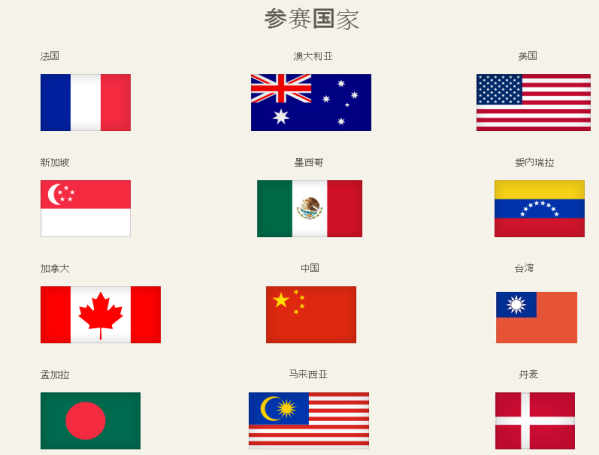 参赛国家
法国
澳大利亚
美国
新加坡
墨西哥
委内瑞拉
加拿大
中国
台湾
孟加拉
马来西亚
丹麦